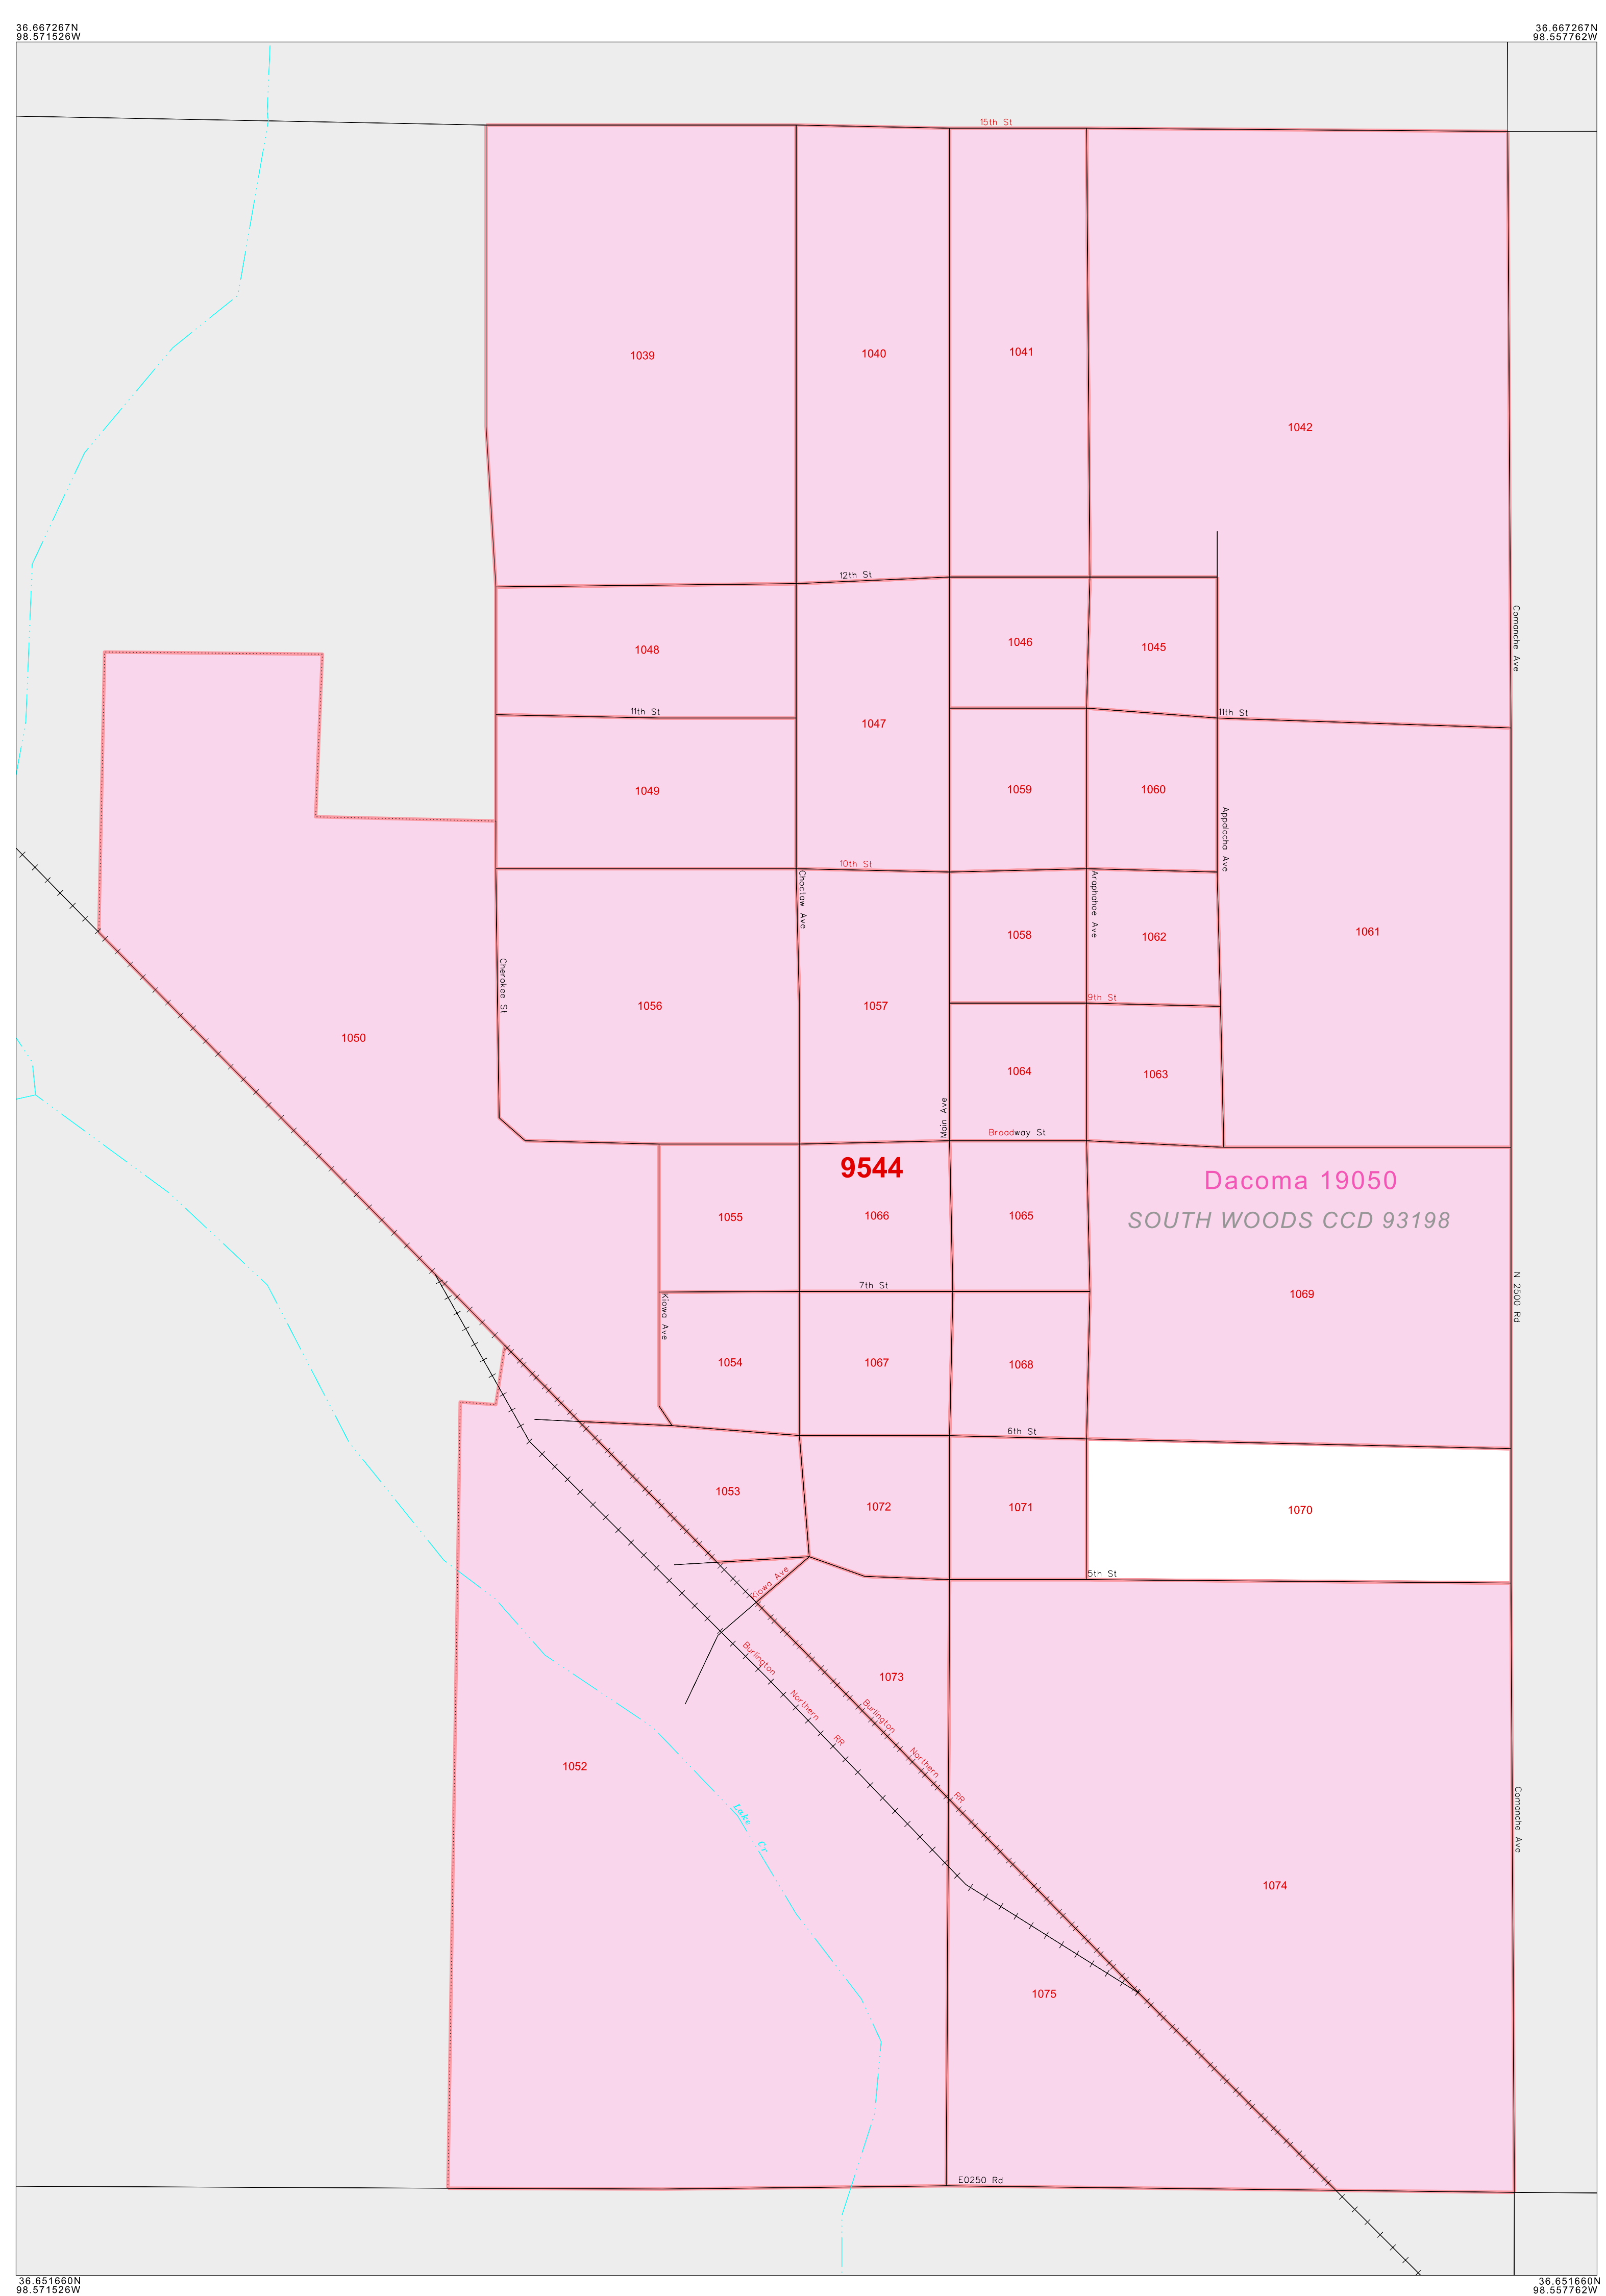 36.667267N
98.571526W
36.667267N
98.557762W
15th St
1039
1040
1041
1042
12th St
Comanche Ave
1048
1046
1045
11th St
11th St
1047
1049
1059
1060
Appalacha Ave
10th St
Choctaw Ave
Araphahoe Ave
1058
1062
1061
Cherokee St
1056
1057
9th St
1050
1064
1063
Main Ave
Broadway St
9544
Dacoma 19050
SOUTH WOODS CCD 93198
1055
1066
1065
7th St
1069
N 2500 Rd
Kiowa Ave
1054
1067
1068
6th St
1053
1072
1071
1070
5th St
Kiowa Ave
Burlington Northern RR
1073
Burlington Northern RR
1052
Lake Cr
Comanche Ave
1074
1075
E0250 Rd
36.651660N
98.571526W
36.651660N
98.557762W